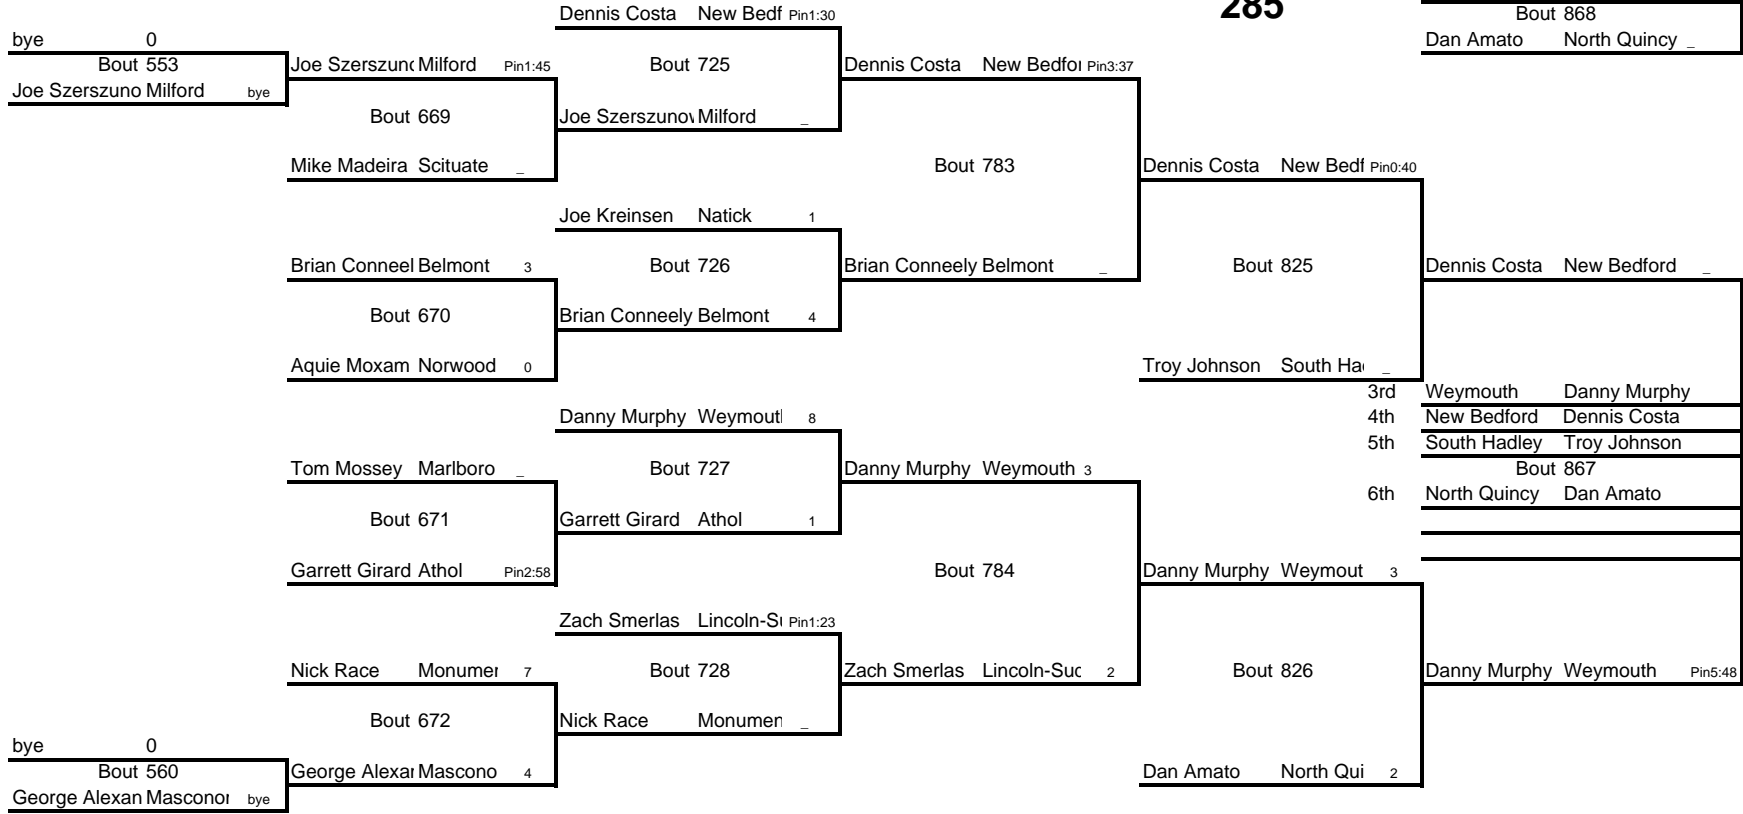 285
Dennis Costa New Bedf Pin1:30
Bout 868
bye 0
Dan Amato North Quincy _
Bout 553
Joe Szerszunc Milford Pin1:45
Bout 725
Dennis Costa New Bedfor Pin3:37
Joe Szerszuno Milford bye
Bout 669
Joe Szerszunov Milford _
Mike Madeira Scituate _
Bout 783
Dennis Costa New Bedf Pin0:40
Joe Kreinsen Natick 1
Brian Conneel Belmont 3
Bout 726
Brian Conneely Belmont _
Bout 825
Dennis Costa New Bedford _
Bout 670
Brian Conneely Belmont 4
Aquie Moxam Norwood 0
Troy Johnson South Ha _
3rd Weymouth Danny Murphy
Danny Murphy Weymoutl 8
4th New Bedford Dennis Costa
5th South Hadley Troy Johnson
Tom Mossey Marlboro _
Bout 727
Danny Murphy Weymouth 3
Bout 867
6th North Quincy Dan Amato
Bout 671
Garrett Girard Athol 1
Garrett Girard Athol Pin2:58
Bout 784
Danny Murphy Weymout 3
Zach Smerlas Lincoln-Su Pin1:23
Nick Race Monumer 7
Bout 728
Zach Smerlas Lincoln-Suc 2
Bout 826
Danny Murphy Weymouth Pin5:48
Bout 672
Nick Race Monumen _
bye 0
Bout 560
George Alexar Mascono 4
Dan Amato North Qui 2
George Alexan Masconor bye